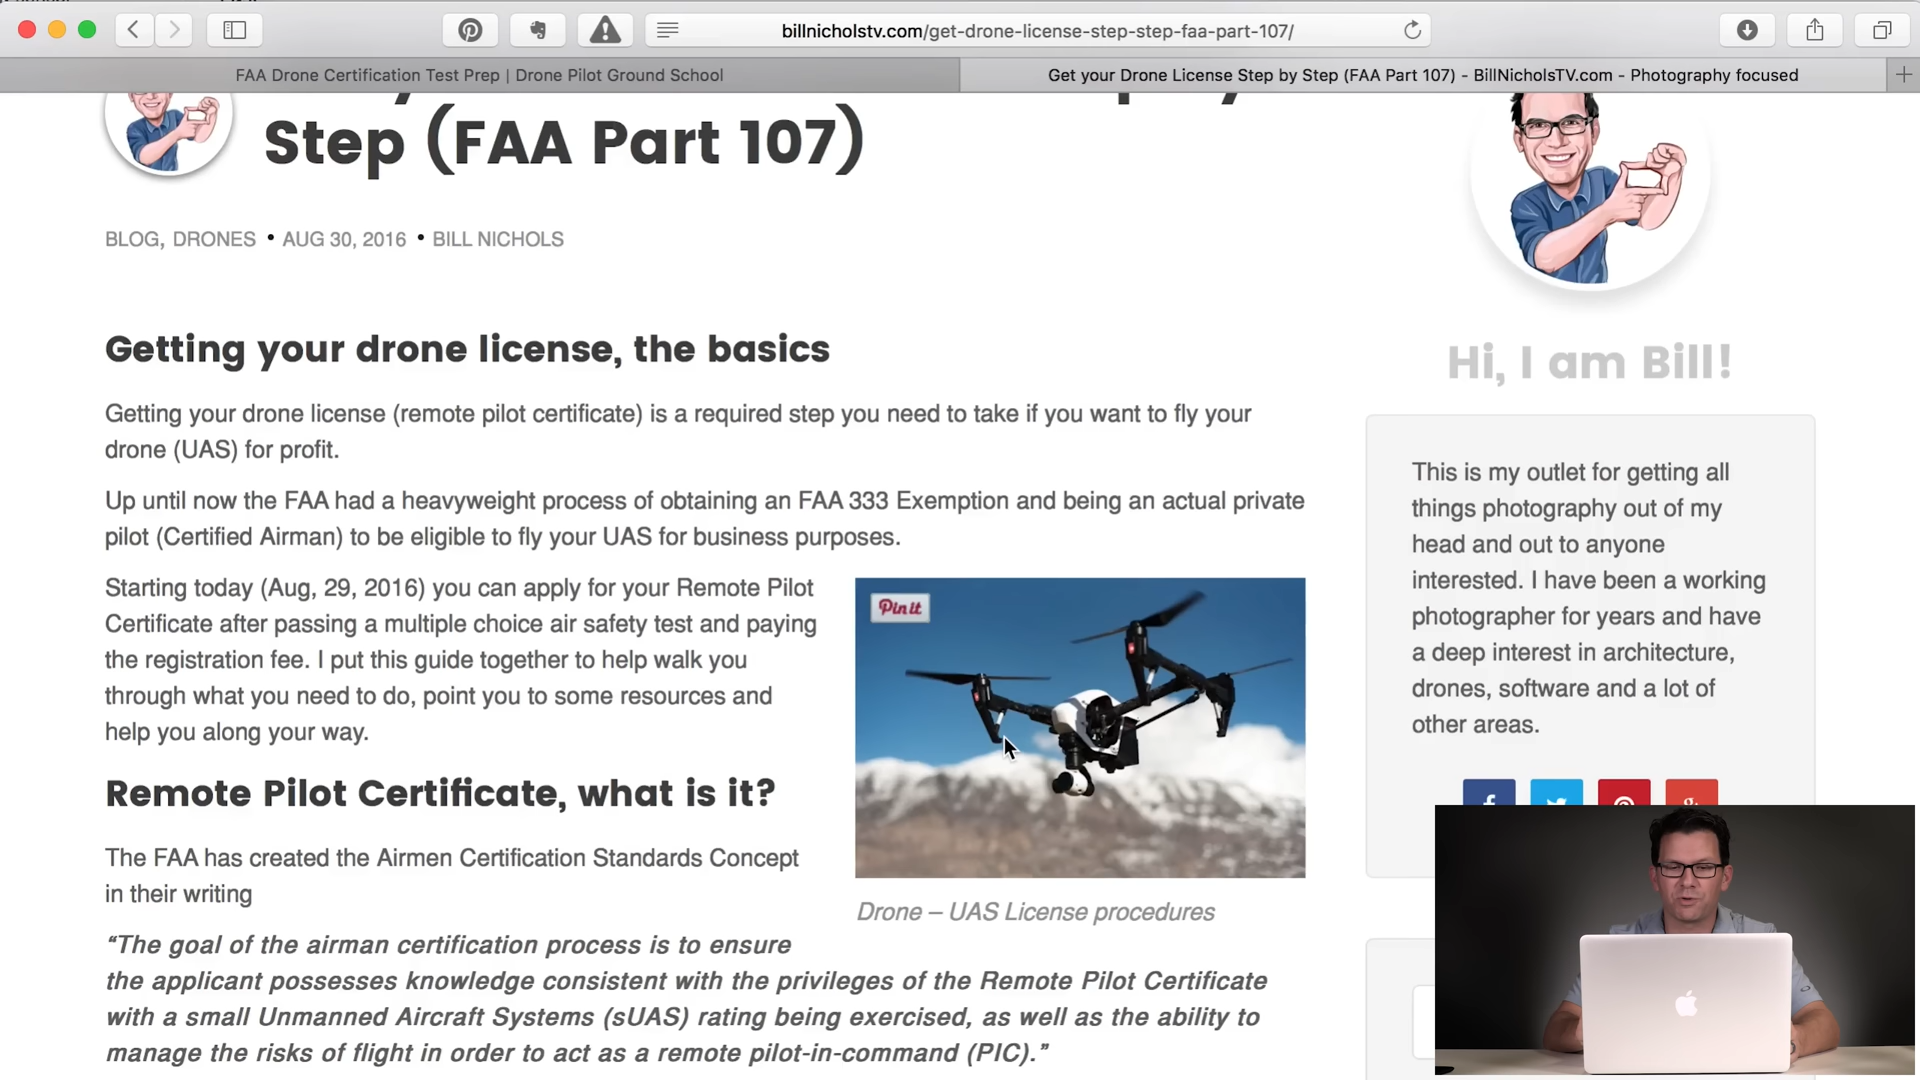 billnicholstv.com/get-drone-license-step-step-faa-part-107/
FAA Drone Certification Test Prep | Drone Pilot Ground School
Get your Drone License Step by Step (FAA Part 107) - BillNicholsTV.com - Photography focused
Step (FAA Part 107)
BLOG, DRONES • AUG 30, 2016 • BILL NICHOLS
Getting your drone license, the basics
Getting your drone license (remote pilot certificate) is a required step you need to take if you want to fly your
drone (UAS) for profit.
Up until now the FAA had a heavyweight process of obtaining an FAA 333 Exemption and being an actual private
pilot (Certified Airman) to be eligible to fly your UAS for business purposes.
Starting today (Aug, 29, 2016) you can apply for your Remote Pilot
Certificate after passing a multiple choice air safety test and paying
the registration fee. I put this guide together to help walk you
through what you need to do, point you to some resources and
help you along your way.
Pin it
Drone – UAS License procedures
Remote Pilot Certificate, what is it?
The FAA has created the Airmen Certification Standards Concept
in their writing
“The goal of the airman certification process is to ensure
the applicant possesses knowledge consistent with the privileges of the Remote Pilot Certificate
with a small Unmanned Aircraft Systems (sUAS) rating being exercised, as well as the ability to
manage the risks of flight in order to act as a remote pilot-in-command (PIC).”
Hi, I am Bill!
This is my outlet for getting all
things photography out of my
head and out to anyone
interested. I have been a working
photographer for years and have
a deep interest in architecture,
drones, software and a lot of
other areas.